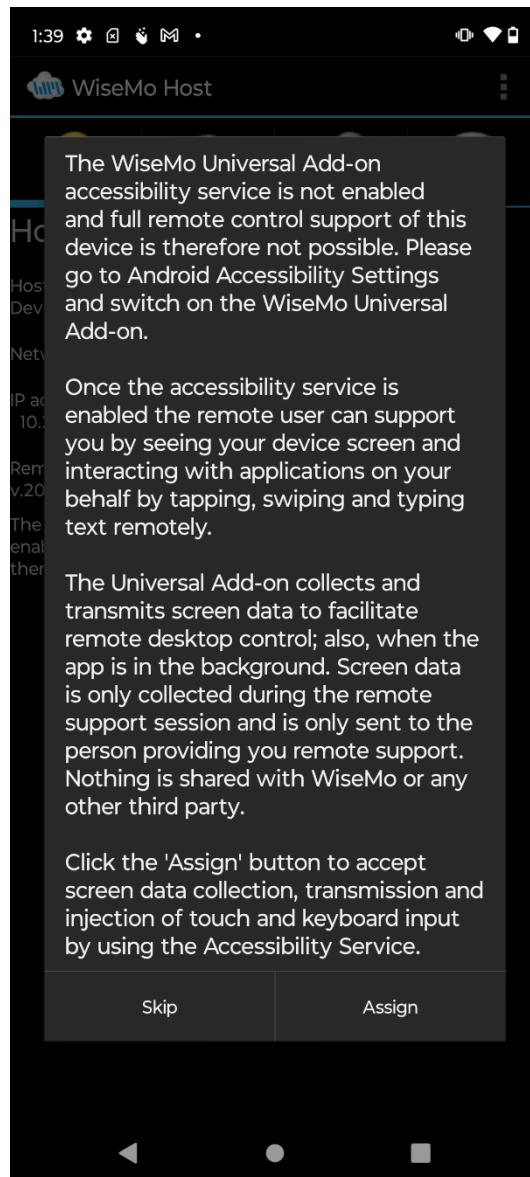 1:39
WiseMo Host
The WiseMo Universal Add-on
accessibility service is not enabled
and full remote control support of this
device is therefore not possible. Please
go to Android Accessibility Settings
and switch on the WiseMo Universal
Add-on.
Once the accessibility service is
enabled the remote user can support
you by seeing your device screen and
interacting with applications on your
behalf by tapping, swiping and typing
text remotely.
The Universal Add-on collects and
transmits screen data to facilitate
remote desktop control; also, when the
app is in the background. Screen data
is only collected during the remote
support session and is only sent to the
person providing you remote support.
Nothing is shared with WiseMo or any
other third party.
Click the 'Assign' button to accept
screen data collection, transmission and
injection of touch and keyboard input
by using the Accessibility Service.
Skip
Assign